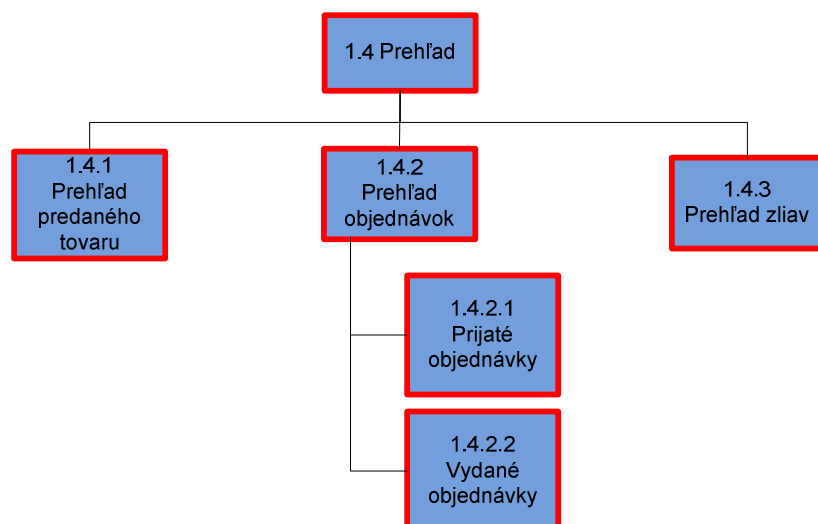 1.4 Prehľad
1.4.1
Prehľad
predaného
tovaru
1.4.2
Prehľad
objednávok
1.4.3
Prehľad zliav
1.4.2.1
Prijaté
objednávky
1.4.2.2
Vydané
objednávky